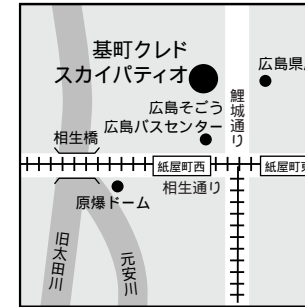 基町クレド
スカイパティオ
広島県
広島そごう
広島バスセンター
鯉城通り
相生橋
紙屋町西
紙屋町東
相生通り
原爆ドーム
旧太田川
元安川